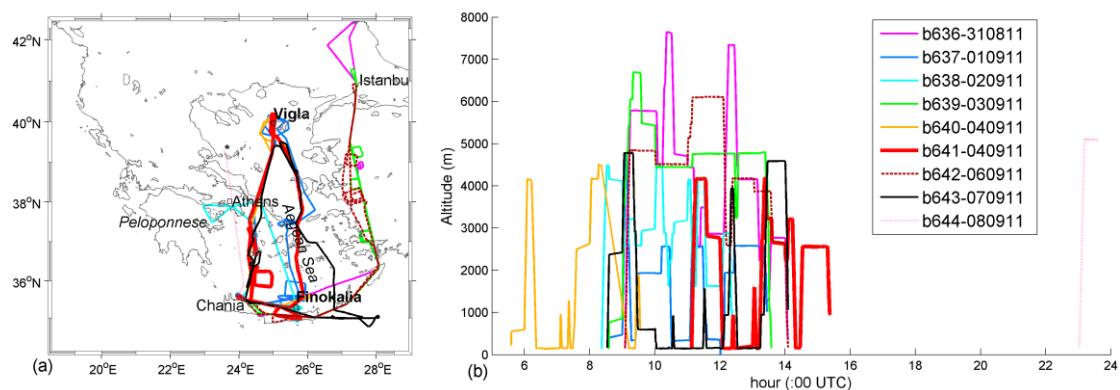 42°N
40°N
38°N
36°N
18°E
20°E
22°E
24°E
26°E
28°E
Istanbu
Vigla
Athens
Peloponnese
Aegean Sea
Chania
Finokalia
(a)
8000
7000
6000
5000
4000
3000
2000
1000
0
Altitude (m)
6
8
10
12
14
16
18
20
22
24
hour (:00 UTC)
(b)
b636-310811
b637-010911
b638-020911
b639-030911
b640-040911
b641-040911
b642-060911
b643-070911
b644-080911